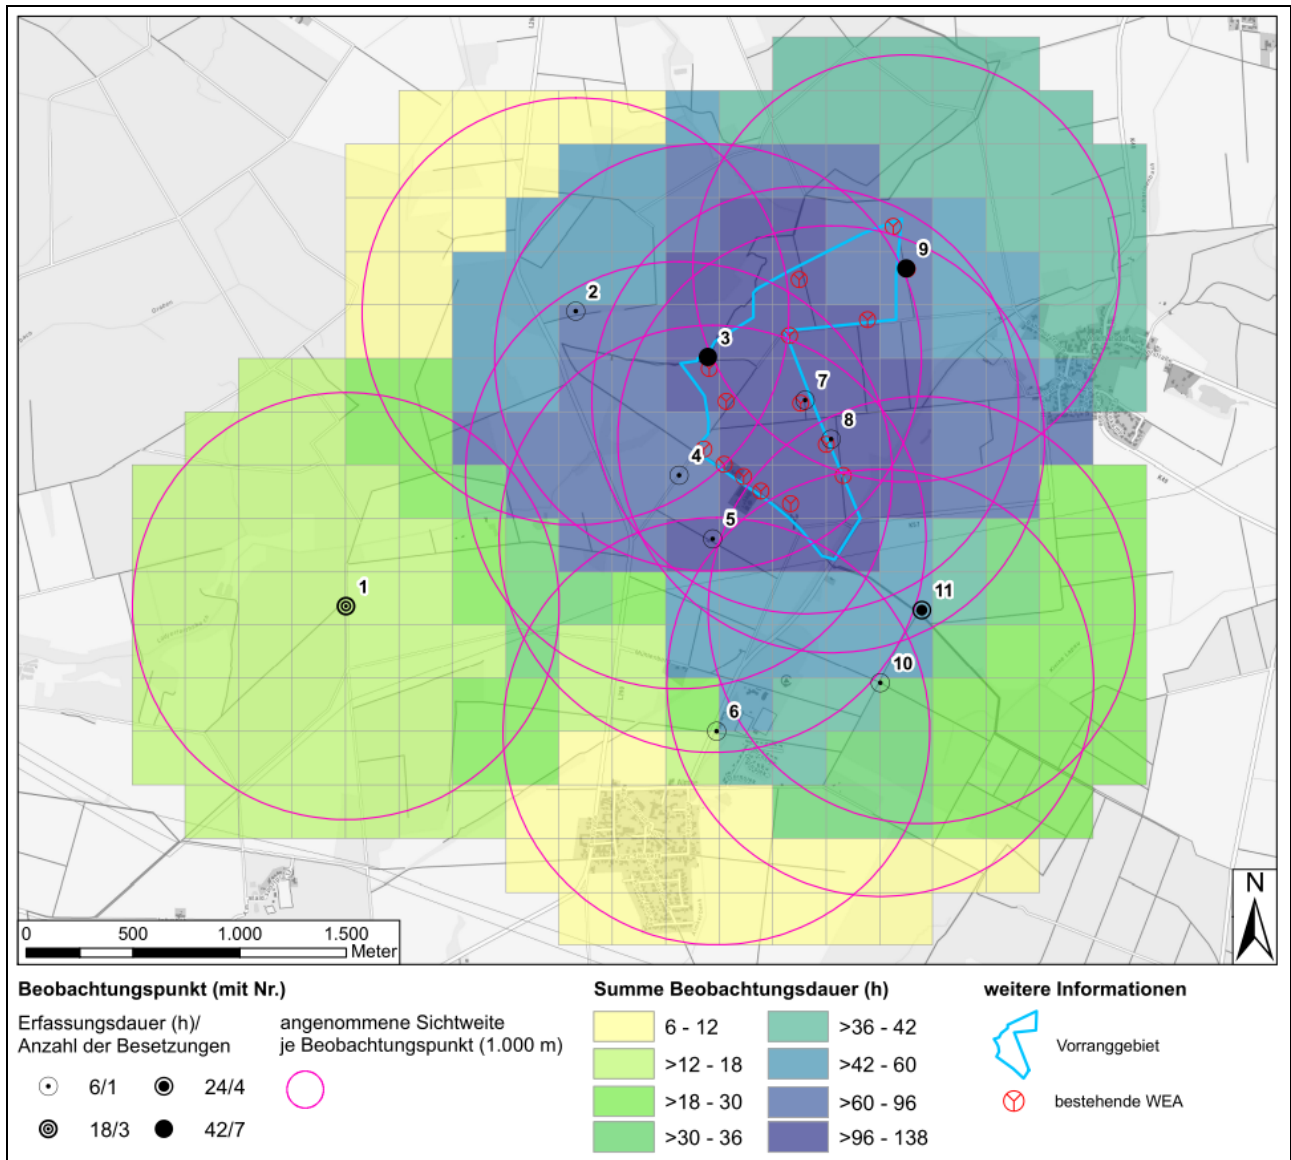 2
9
3
7
8
4
5
1
11
10
6
L280
K48
K17
N
0 500 1.000 1.500
Meter
Beobachtungspunkt (mit Nr.)
Erfassungsdauer (h)/
Anzahl der Besetzungen
6/1
24/4
18/3
42/7
angenommene Sichtweite
je Beobachtungspunkt (1.000 m)
Summe Beobachtungsdauer (h)
6 - 12
>12 - 18
>18 - 30
>30 - 36
>36 - 42
>42 - 60
>60 - 96
>96 - 138
weitere Informationen
Vorranggebiet
bestehende WEA